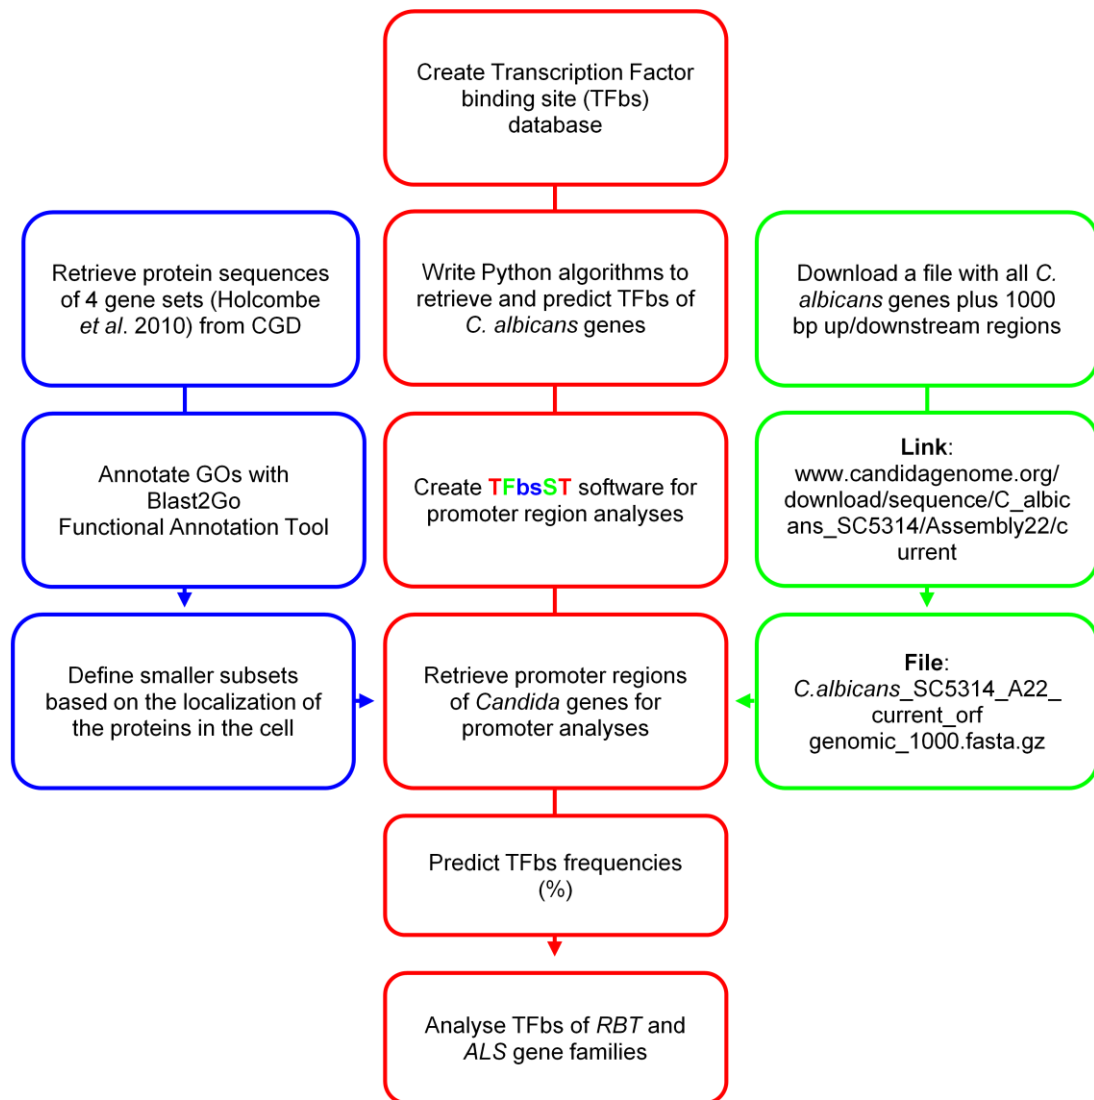 Create Transcription Factor
binding site (TFbs)
database
Retrieve protein sequences
of 4 gene sets (Holcombe
et al. 2010) from CGD
Write Python algorithms to
retrieve and predict TFbs of
C. albicans genes
Download a file with all C.
albicans genes plus 1000
bp up/downstream regions
Annotate GOs with
Blast2Go
Functional Annotation Tool
Create TFbsST software for
promoter region analyses
Link:
www.candidagenome.org/
download/sequence/C_albic
ans_SC5314/Assembly22/c
urrent
Define smaller subsets
based on the localization of
the proteins in the cell
Retrieve promoter regions
of Candida genes for
promoter analyses
File:
C.albicans_SC5314_A22_
current_orf
genomic_1000.fasta.gz
Predict TFbs frequencies
(%)
Analyse TFbs of RBT and
ALS gene families